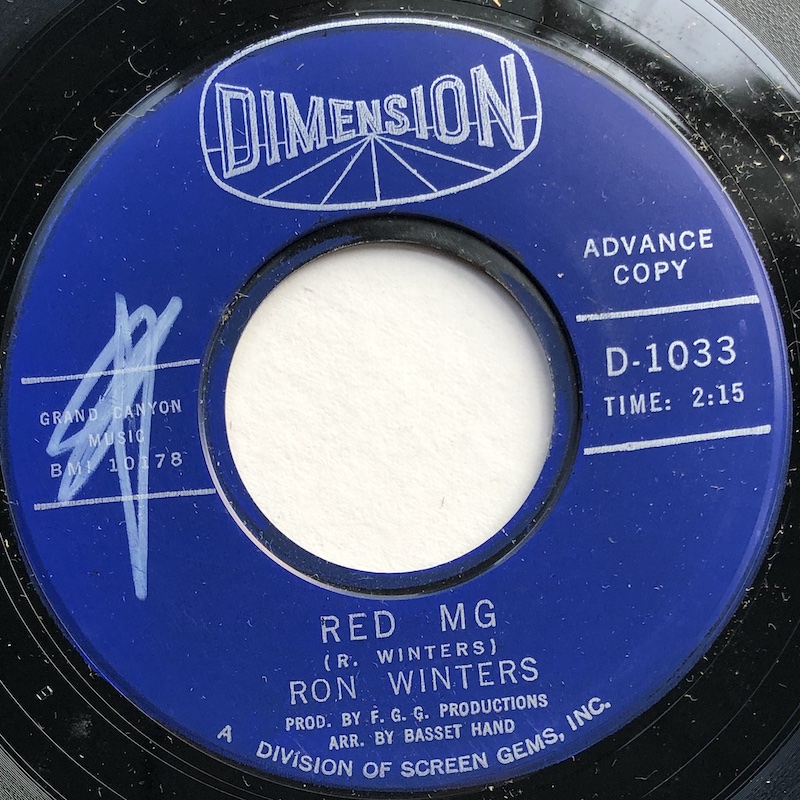 DIMENSION
ADVANCE
COPY
D-1033
TIME: 2:15
GRAND CANYON
MUSIC
BMI 10178
RED MG
(R. WINTERS)
RON WINTERS
PROD. BY F. G. G. PRODUCTIONS
ARR. BY BASSET HAND
A DIVISION OF SCREEN GEMS, INC.